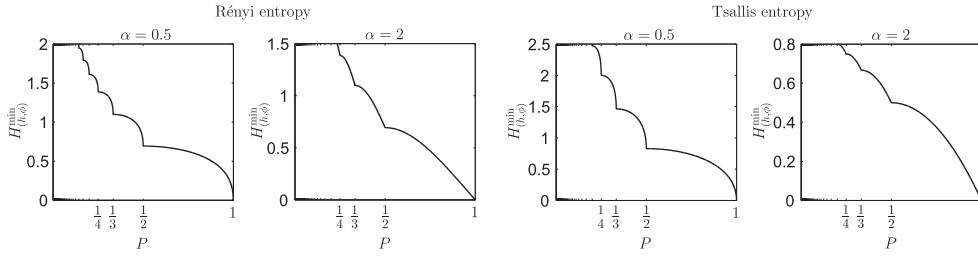 Rényi entropy
Tsallis entropy
α = 0.5
α = 2
α = 0.5
α = 2
H^min_(h,ϕ)
2
1.5
1
0.5
0
1/4 1/3 1/2 1
P
H^min_(h,ϕ)
1.5
1
0.5
0
1/4 1/3 1/2 1
P
H^min_(h,ϕ)
2.5
2
1.5
1
0.5
0
1/4 1/3 1/2 1
P
H^min_(h,ϕ)
0.8
0.6
0.4
0.2
0
1/4 1/3 1/2
P